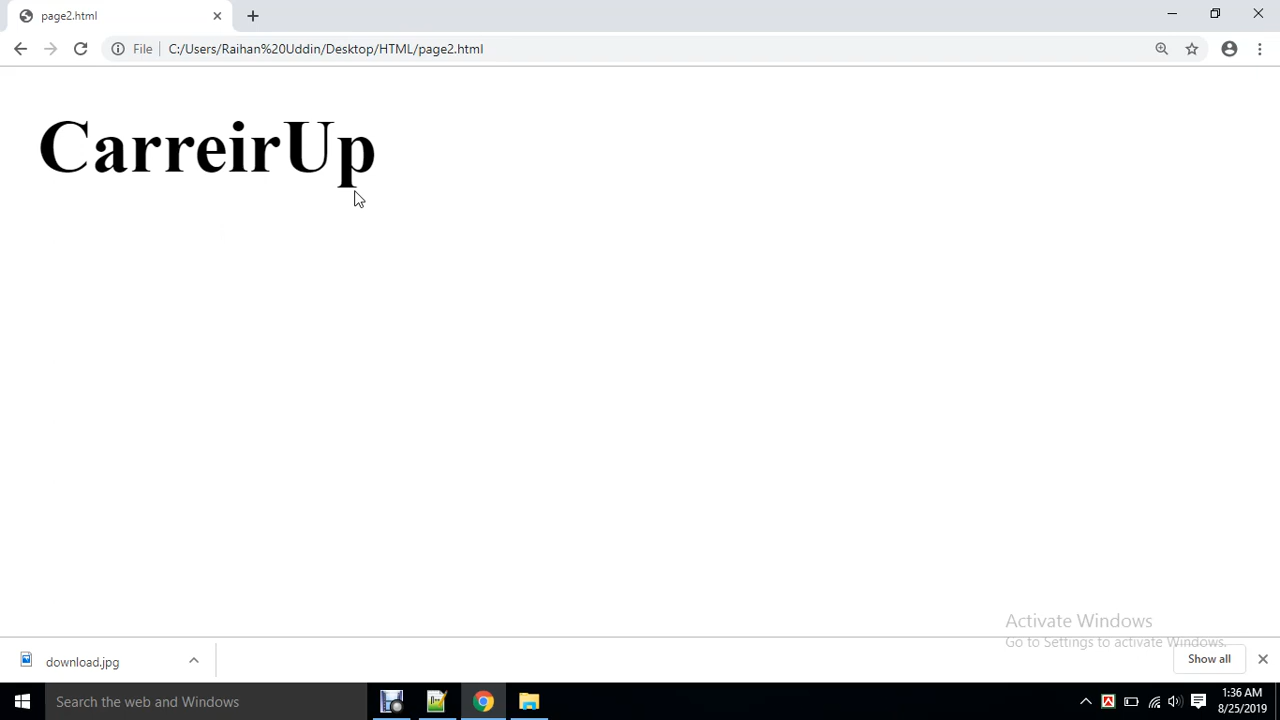 page2.html
File
C:/Users/Raihan%20Uddin/Desktop/HTML/page2.html
CarreirUp
Activate Windows
Go to Settings to activate Windows.
download.jpg
Show all
Search the web and Windows
1:36 AM
8/25/2019